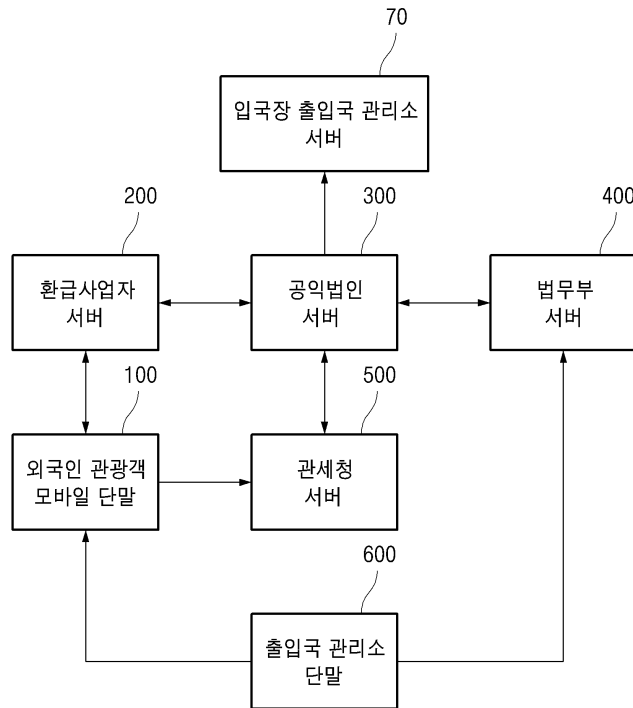 70
입국장 출입국 관리소
서버
200
300
400
환급사업자
서버
공익법인
서버
법무부
서버
100
500
외국인 관광객
모바일 단말
관세청
서버
600
출입국 관리소
단말